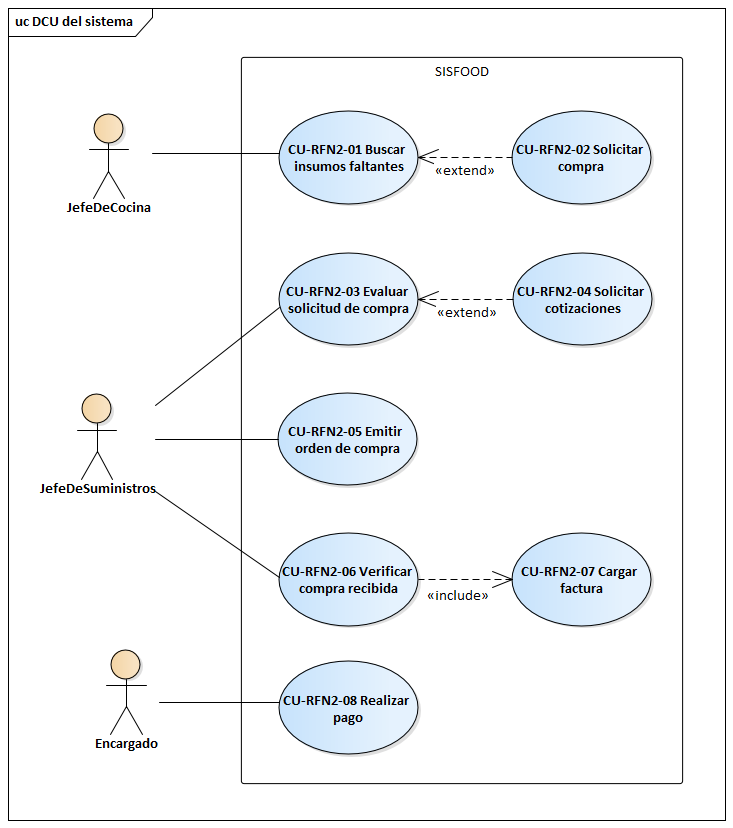 uc DCU del sistema
SISFOOD
JefeDeCocina
CU-RFN2-01 Buscar
insumos faltantes
«extend»
CU-RFN2-02 Solicitar
compra
CU-RFN2-03 Evaluar
solicitud de compra
«extend»
CU-RFN2-04 Solicitar
cotizaciones
JefeDeSuministros
CU-RFN2-05 Emitir
orden de compra
CU-RFN2-06 Verificar
compra recibida
«include»
CU-RFN2-07 Cargar
factura
Encargado
CU-RFN2-08 Realizar
pago